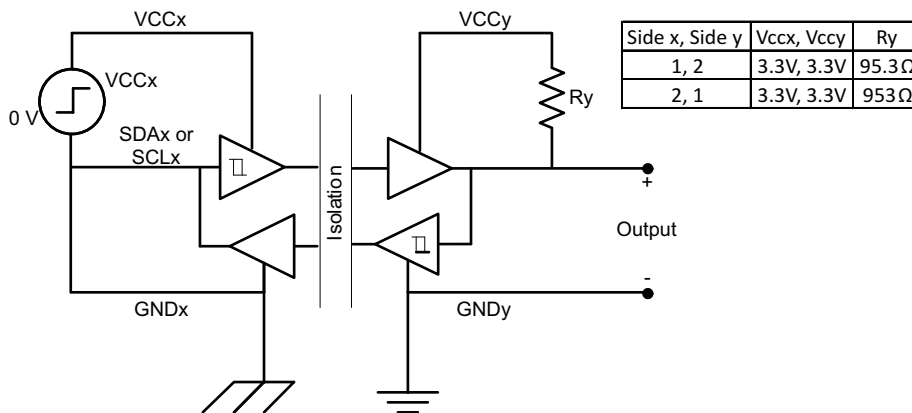 VCCx
VCCy
Side x, Side y Vccx, Vccy Ry
1, 2 3.3V, 3.3V 95.3Ω
2, 1 3.3V, 3.3V 953Ω
VCCx
0 V
Ry
SDAx or
SCLx
Isolation
+
Output
-
GNDx
GNDy